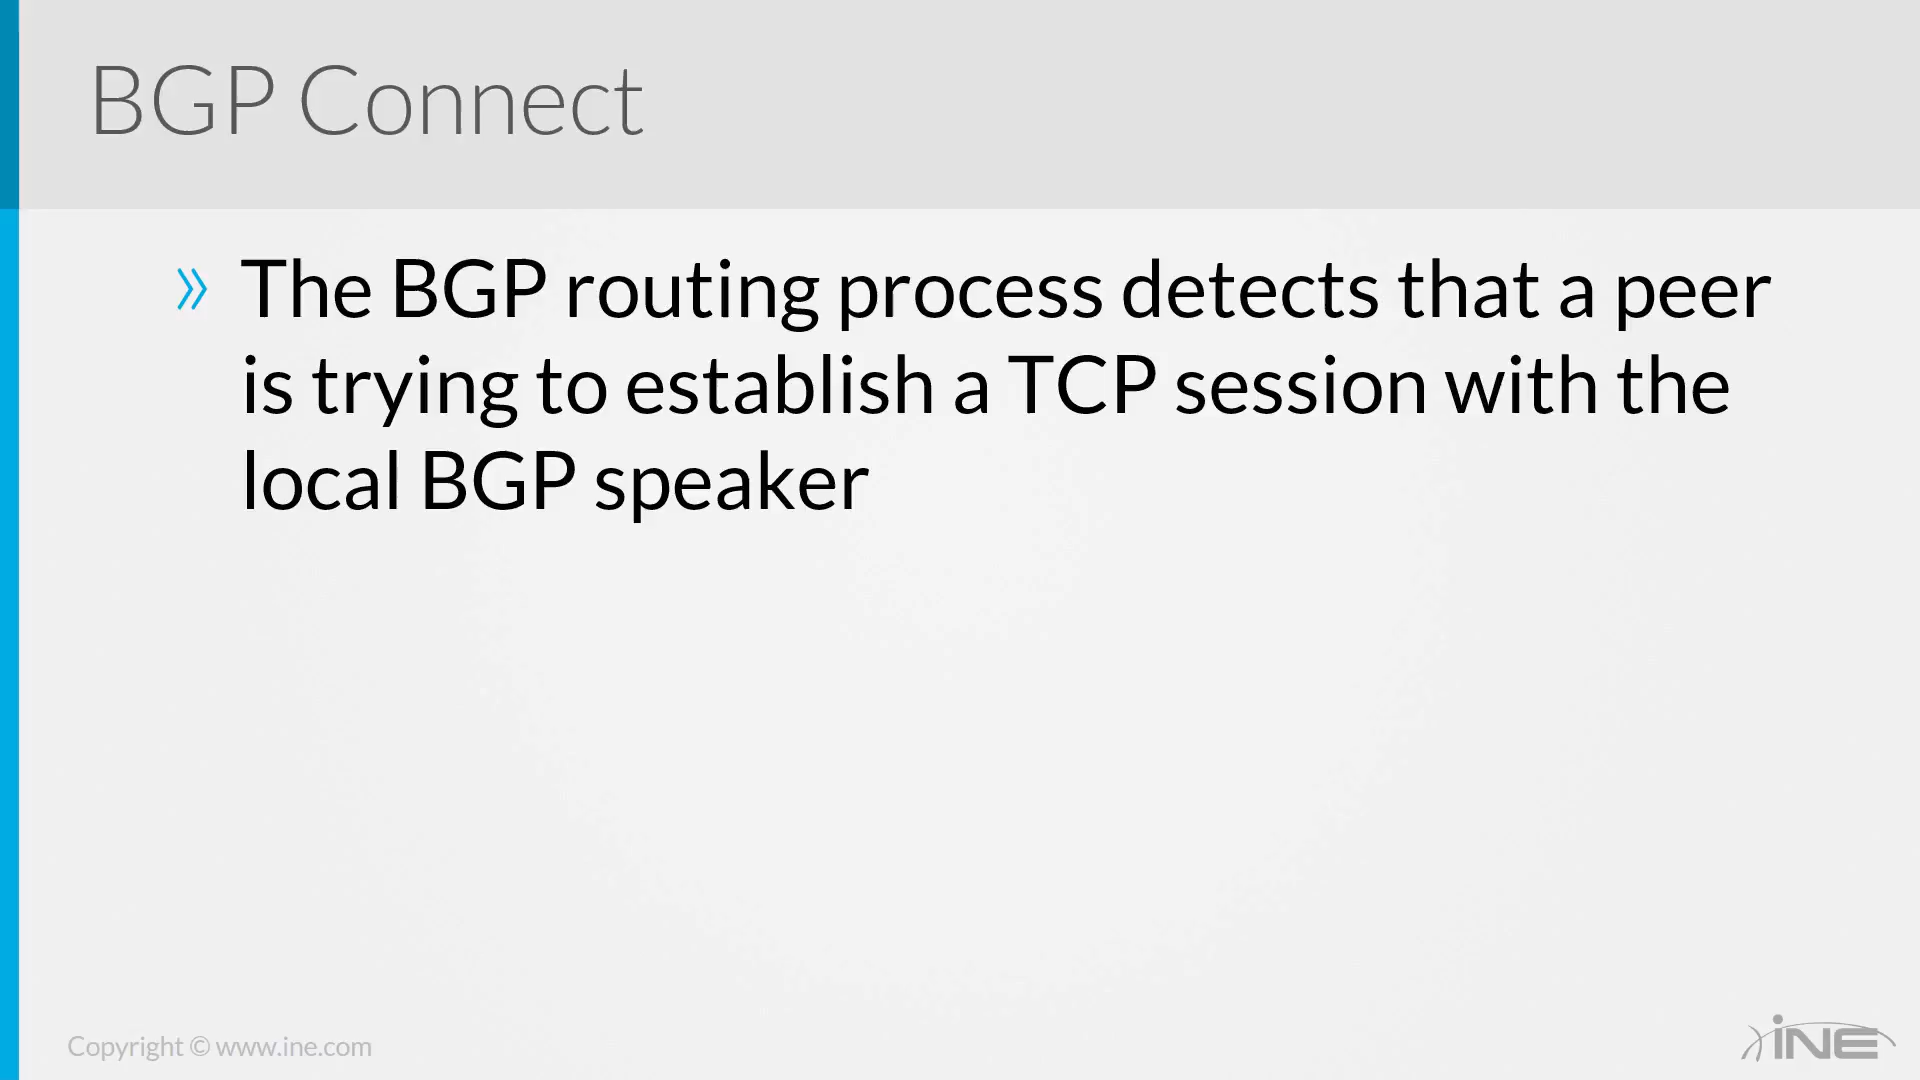 BGP Connect
» The BGP routing process detects that a peer
is trying to establish a TCP session with the
local BGP speaker
Copyright © www.ine.com
iNE